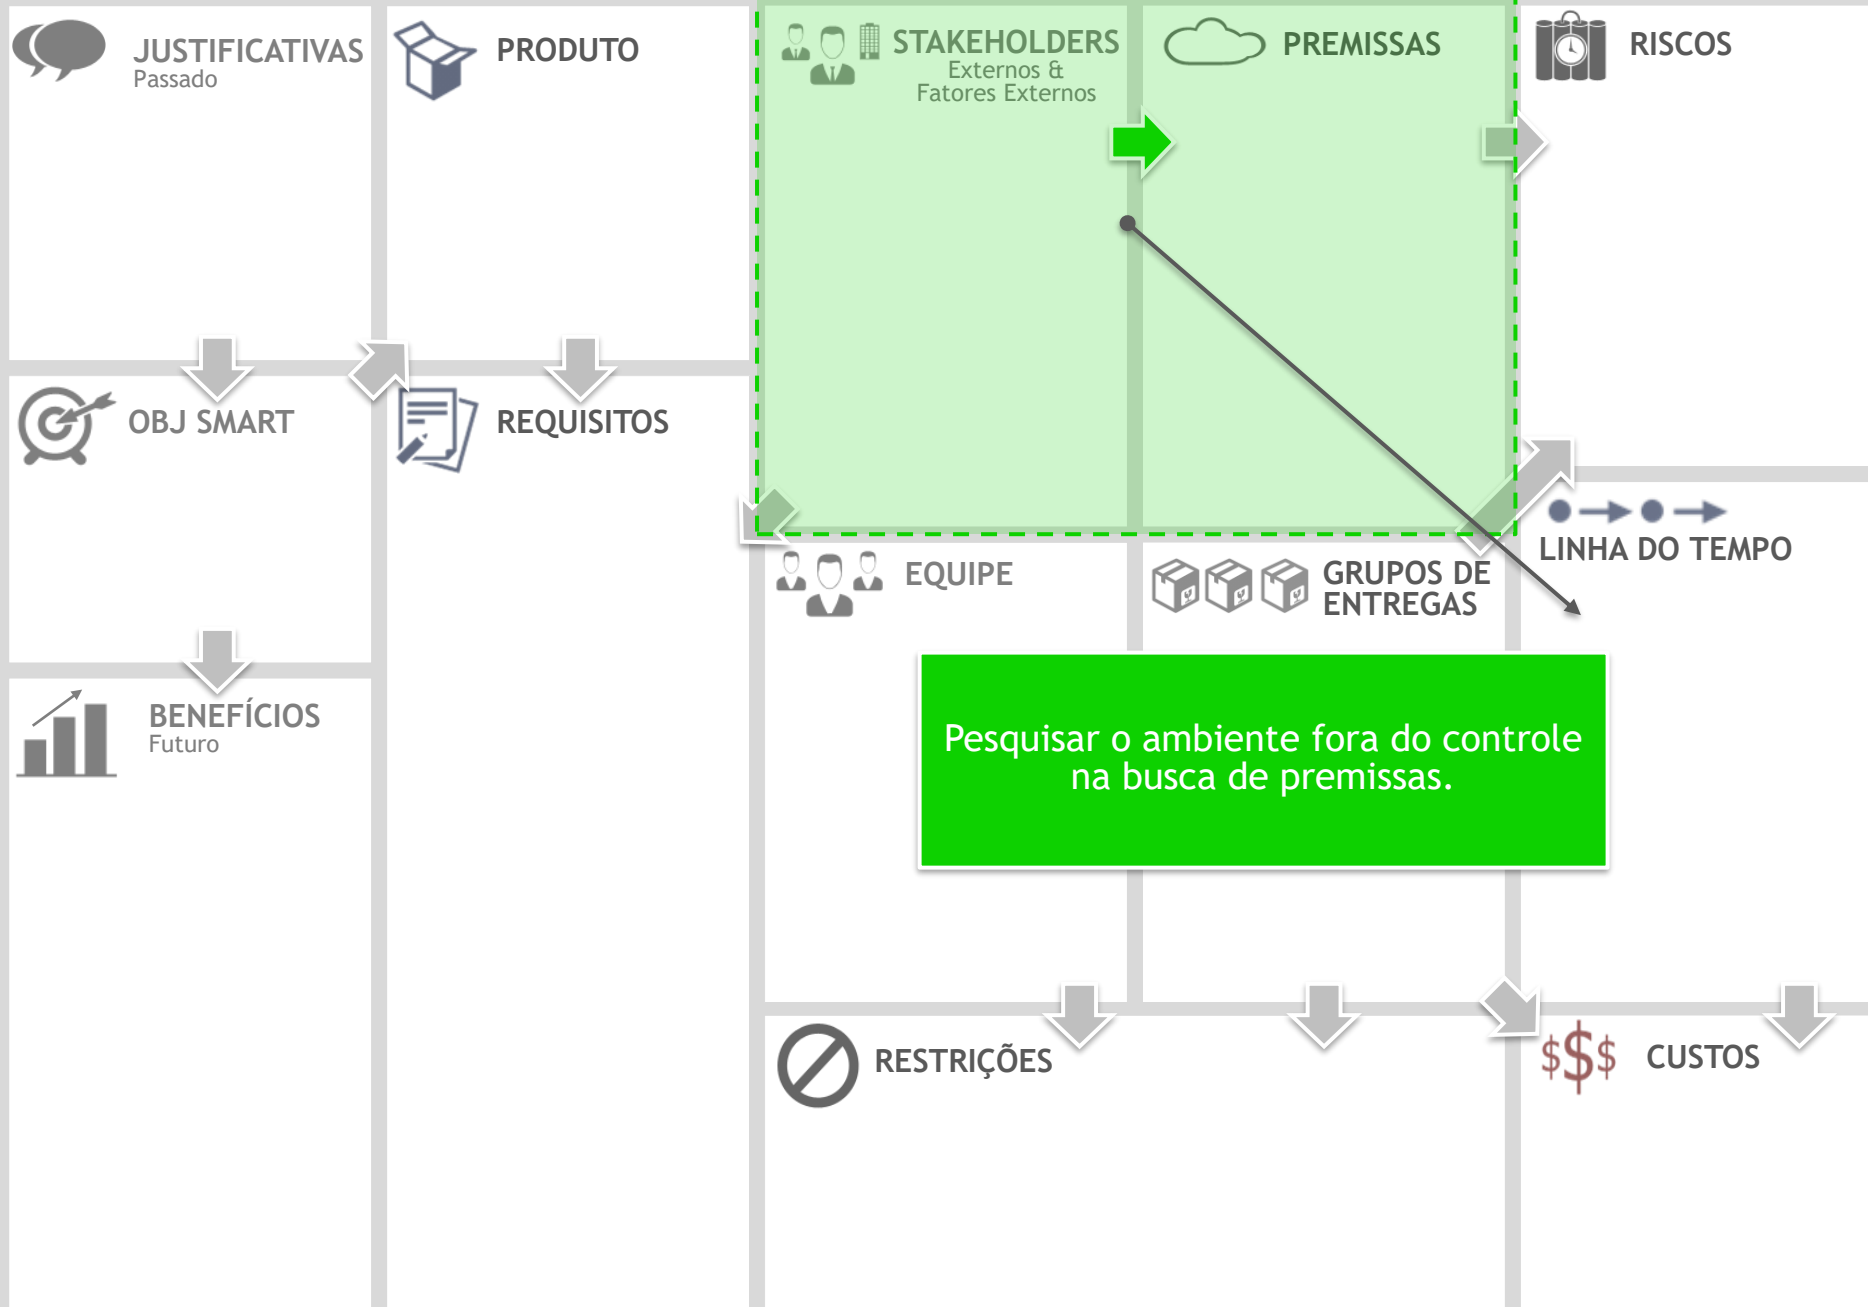 JUSTIFICATIVAS
Passado
PRODUTO
STAKEHOLDERS
Externos &
Fatores Externos
PREMISSAS
RISCOS
OBJ SMART
REQUISITOS
EQUIPE
GRUPOS DE
ENTREGAS
LINHA DO TEMPO
BENEFÍCIOS
Futuro
Pesquisar o ambiente fora do controle
na busca de premissas.
RESTRIÇÕES
$$$ CUSTOS